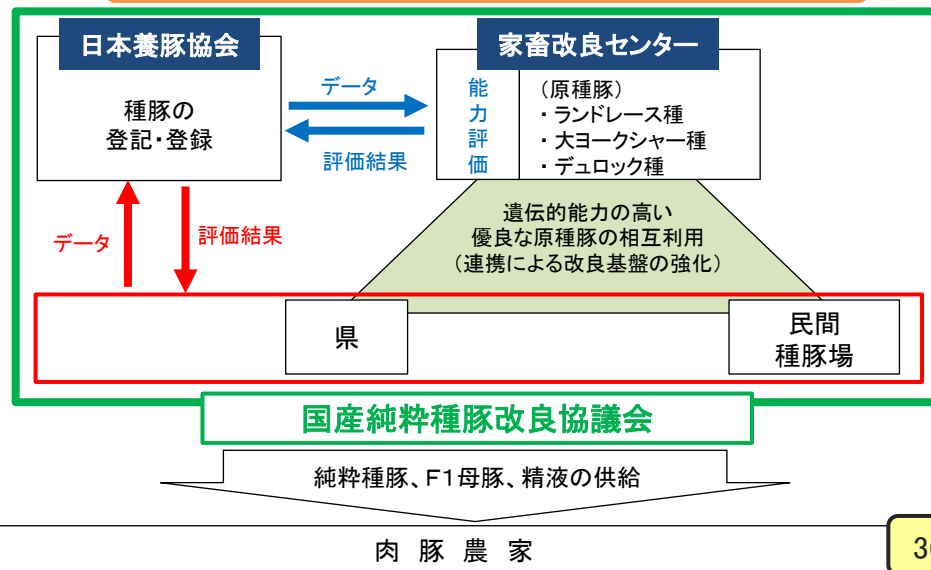 日本養豚協会
種豚の
登記・登録
データ
評価結果
家畜改良センター
能力評価
（原種豚）
・ランドレース種
・大ヨークシャー種
・デュロック種
データ
評価結果
遺伝的能力の高い
優良な原種豚の相互利用
（連携による改良基盤の強化）
県
民間
種豚場
国産純粋種豚改良協議会
純粋種豚、Ｆ１母豚、精液の供給
肉 豚 農 家